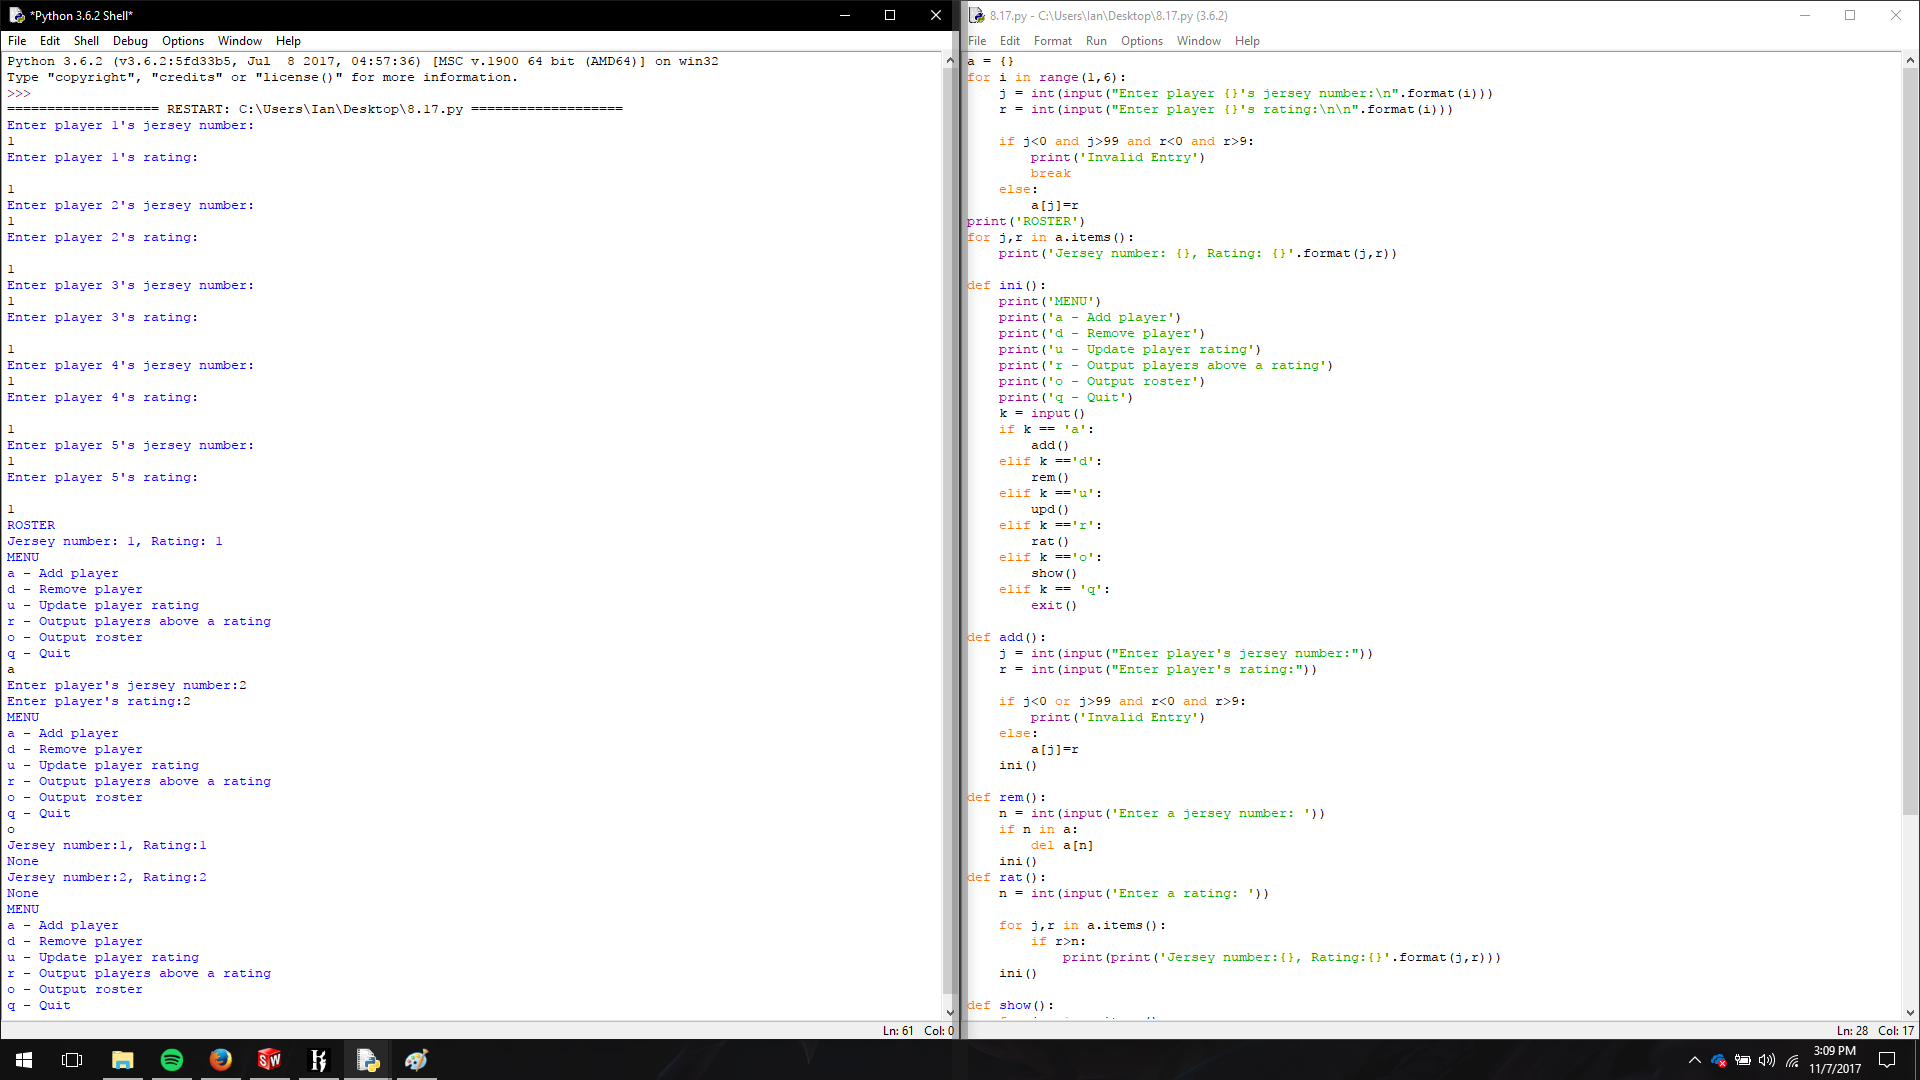 *Python 3.6.2 Shell*
File Edit Shell Debug Options Window Help
Python 3.6.2 (v3.6.2:5fd33b5, Jul  8 2017, 04:57:36) [MSC v.1900 64 bit (AMD64)] on win32
Type "copyright", "credits" or "license()" for more information.
>>>
=================== RESTART: C:\Users\Ian\Desktop\8.17.py ===================
Enter player 1's jersey number:
1
Enter player 1's rating:

1
Enter player 2's jersey number:
1
Enter player 2's rating:

1
Enter player 3's jersey number:
1
Enter player 3's rating:

1
Enter player 4's jersey number:
1
Enter player 4's rating:

1
Enter player 5's jersey number:
1
Enter player 5's rating:

1
ROSTER
Jersey number: 1, Rating: 1
MENU
a - Add player
d - Remove player
u - Update player rating
r - Output players above a rating
o - Output roster
q - Quit
a
Enter player's jersey number:2
Enter player's rating:2
MENU
a - Add player
d - Remove player
u - Update player rating
r - Output players above a rating
o - Output roster
q - Quit
o
Jersey number:1, Rating:1
None
Jersey number:2, Rating:2
None
MENU
a - Add player
d - Remove player
u - Update player rating
r - Output players above a rating
o - Output roster
q - Quit
Ln: 61 Col: 0
8.17.py - C:\Users\Ian\Desktop\8.17.py (3.6.2)
File Edit Format Run Options Window Help
a = {}
for i in range(1,6):
    j = int(input("Enter player {}'s jersey number:\n".format(i)))
    r = int(input("Enter player {}'s rating:\n\n".format(i)))

    if j<0 and j>99 and r<0 and r>9:
        print('Invalid Entry')
        break
    else:
        a[j]=r
print('ROSTER')
for j,r in a.items():
    print('Jersey number: {}, Rating: {}'.format(j,r))

def ini():
    print('MENU')
    print('a - Add player')
    print('d - Remove player')
    print('u - Update player rating')
    print('r - Output players above a rating')
    print('o - Output roster')
    print('q - Quit')
    k = input()
    if k == 'a':
        add()
    elif k =='d':
        rem()
    elif k =='u':
        upd()
    elif k =='r':
        rat()
    elif k =='o':
        show()
    elif k == 'q':
        exit()

def add():
    j = int(input("Enter player's jersey number:"))
    r = int(input("Enter player's rating:"))

    if j<0 or j>99 and r<0 and r>9:
        print('Invalid Entry')
    else:
        a[j]=r
    ini()

def rem():
    n = int(input('Enter a jersey number: '))
    if n in a:
        del a[n]
    ini()
def rat():
    n = int(input('Enter a rating: '))

    for j,r in a.items():
        if r>n:
            print(print('Jersey number:{}, Rating:{}'.format(j,r)))
    ini()

def show():
Ln: 28 Col: 17
SW
3:09 PM
11/7/2017